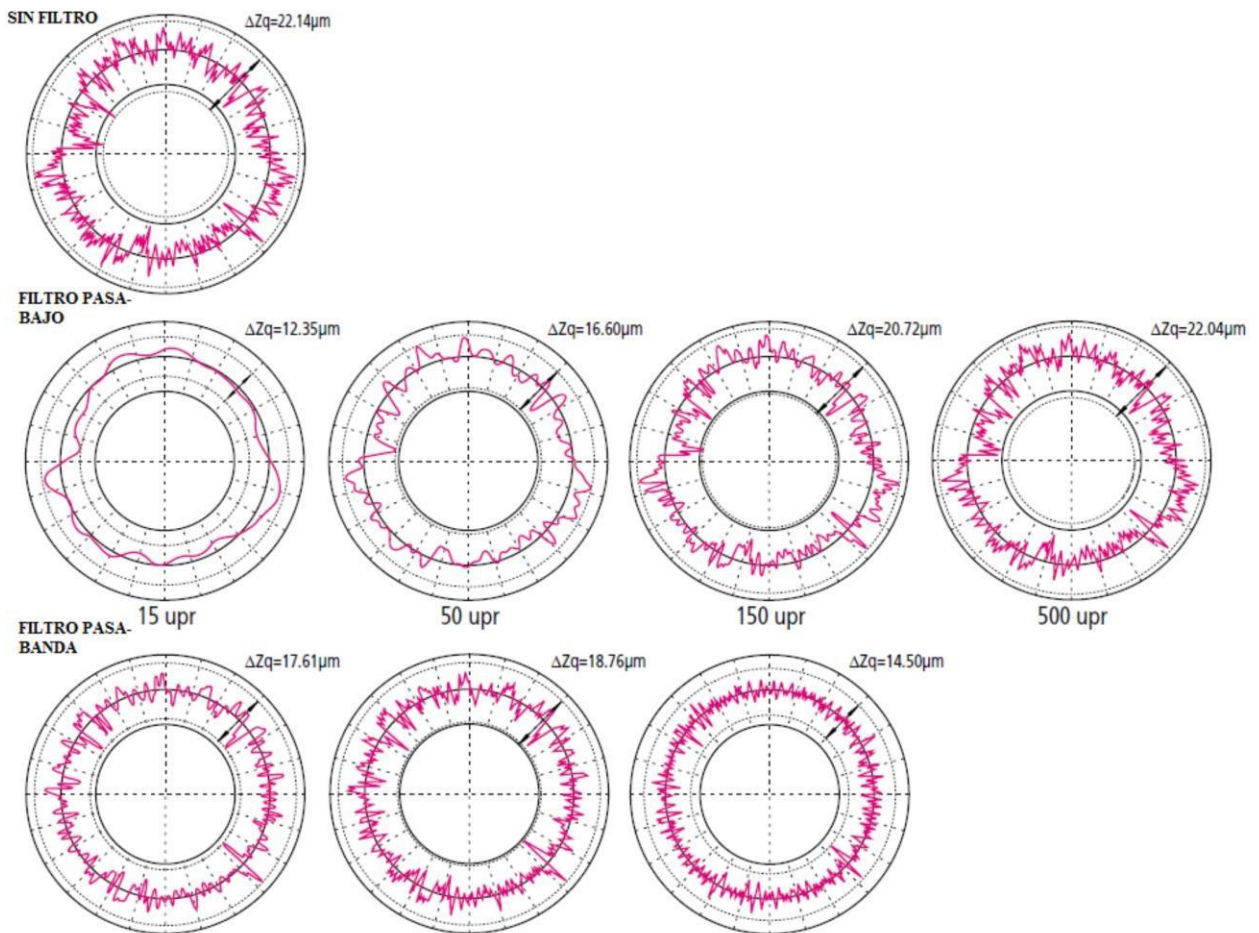 SIN FILTRO
ΔZq=22.14µm
FILTRO PASA-
BAJO
ΔZq=12.35µm
ΔZq=16.60µm
ΔZq=20.72µm
ΔZq=22.04µm
15 upr
50 upr
150 upr
500 upr
FILTRO PASA-
BANDA
ΔZq=17.61µm
ΔZq=18.76µm
ΔZq=14.50µm